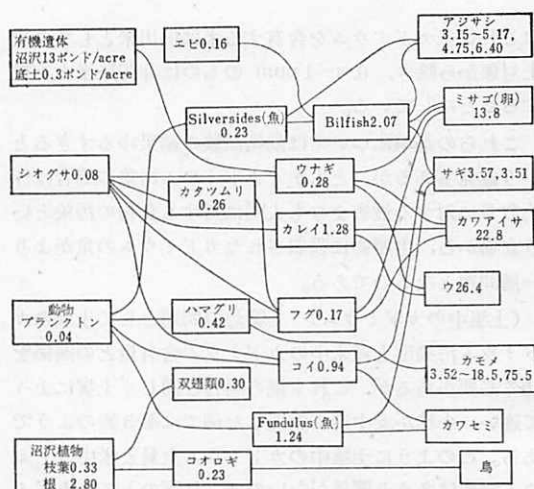 有機遺体
沼沢13ポンド/acre
底土0.3ポンド/acre
シオグサ0.08
動物
プランクトン
0.04
沼沢植物
枝葉0.33
根 2.80
エビ0.16
Silversides(魚)
0.23
カタツムリ
0.26
ハマグリ
0.42
双翅類0.30
Fundulus(魚)
1.24
コオロギ
0.23
Bilfish2.07
ウナギ
0.28
カレイ1.28
フグ0.17
コイ0.94
アジサシ
3.15〜5.17,
4.75,6.40
ミサゴ(卵)
13.8
サギ3.57,3.51
カワアイサ
22.8
ウ26.4
カモメ
3.52〜18.5,75.5
カワセミ
鳥